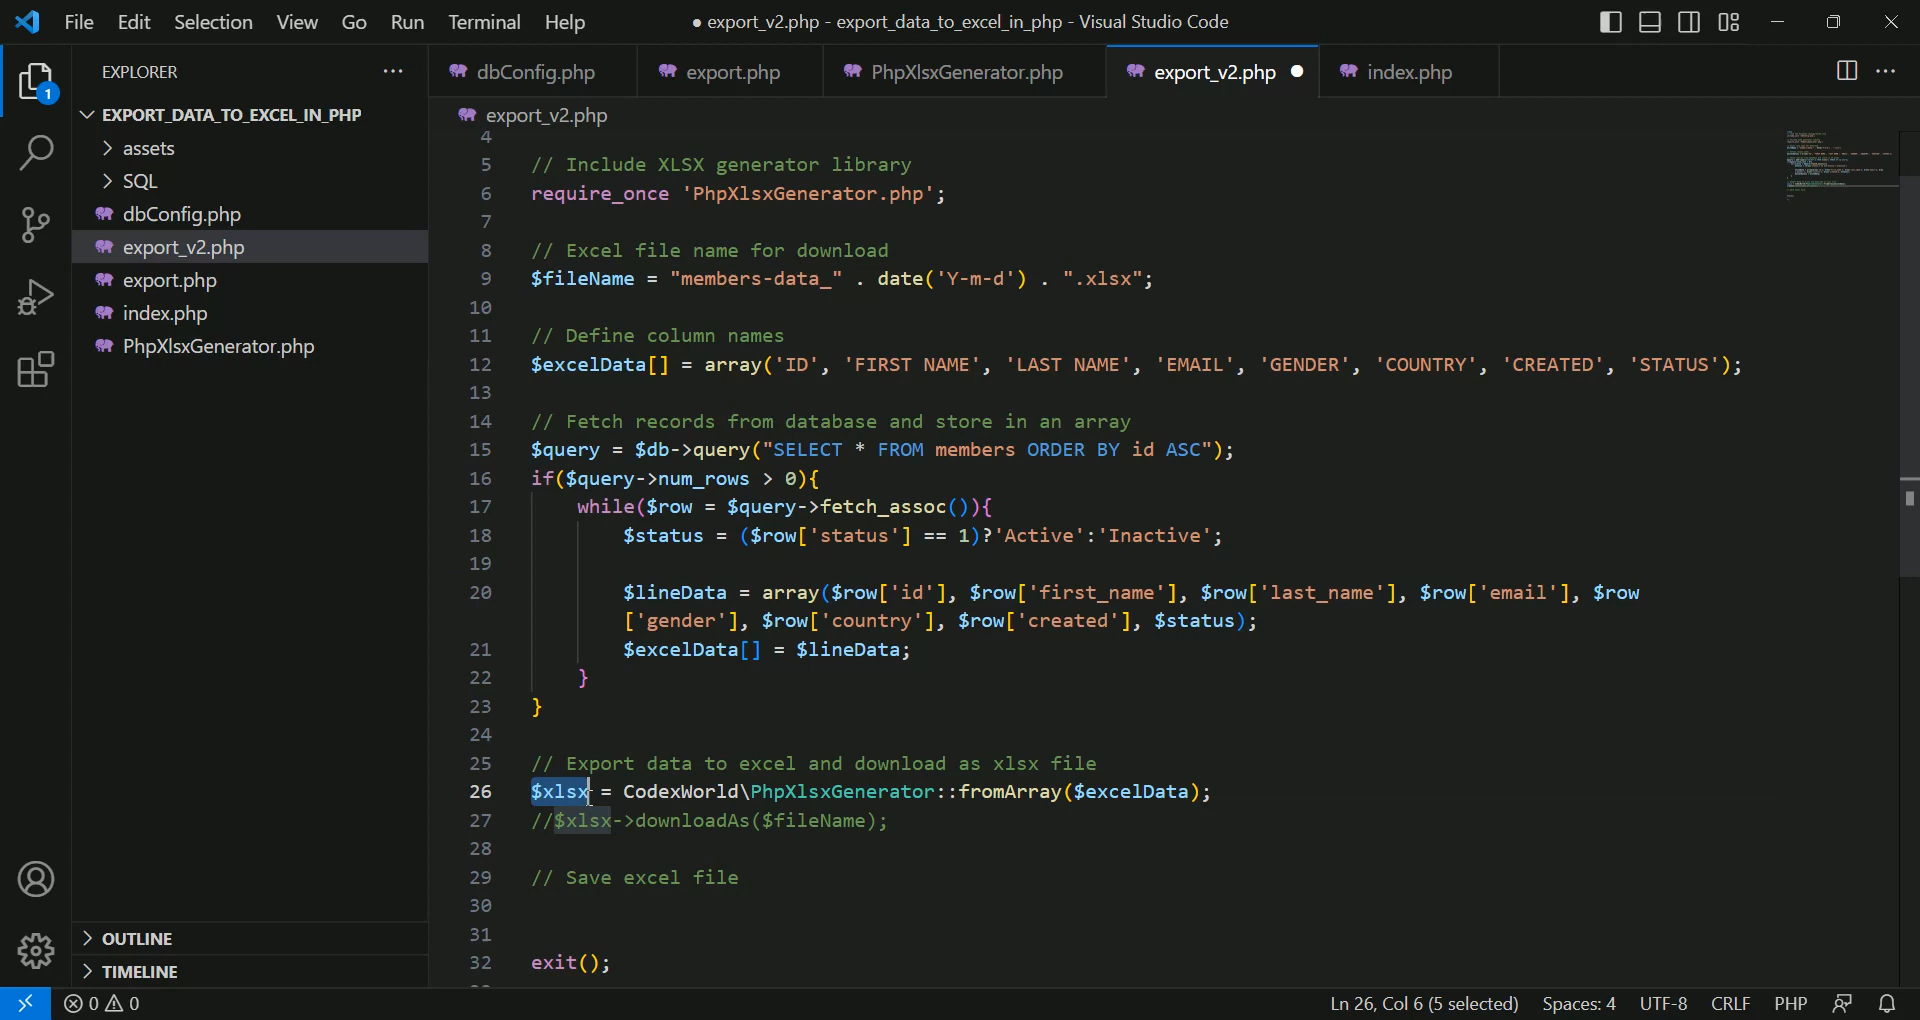 File Edit Selection View Go Run Terminal Help
● export_v2.php - export_data_to_excel_in_php - Visual Studio Code
EXPLORER
dbConfig.php
export.php
PhpXlsxGenerator.php
export_v2.php
index.php
1
EXPORT_DATA_TO_EXCEL_IN_PHP
assets
SQL
dbConfig.php
export_v2.php
export.php
index.php
PhpXlsxGenerator.php
OUTLINE
TIMELINE
export_v2.php
4
5 // Include XLSX generator library
6 require_once 'PhpXlsxGenerator.php';
7
8 // Excel file name for download
9 $fileName = "members-data_" . date('Y-m-d') . ".xlsx";
10
11 // Define column names
12 $excelData[] = array('ID', 'FIRST NAME', 'LAST NAME', 'EMAIL', 'GENDER', 'COUNTRY', 'CREATED', 'STATUS');
13
14 // Fetch records from database and store in an array
15 $query = $db->query("SELECT * FROM members ORDER BY id ASC");
16 if($query->num_rows > 0){
17 while($row = $query->fetch_assoc()){
18 $status = ($row['status'] == 1)?'Active':'Inactive';
19
20 $lineData = array($row['id'], $row['first_name'], $row['last_name'], $row['email'], $row
['gender'], $row['country'], $row['created'], $status);
21 $excelData[] = $lineData;
22 }
23 }
24
25 // Export data to excel and download as xlsx file
26 $xlsx = CodexWorld\PhpXlsxGenerator::fromArray($excelData);
27 //$xlsx->downloadAs($fileName);
28
29 // Save excel file
30
31
32 exit();
0 0
Ln 26, Col 6 (5 selected) Spaces: 4 UTF-8 CRLF PHP